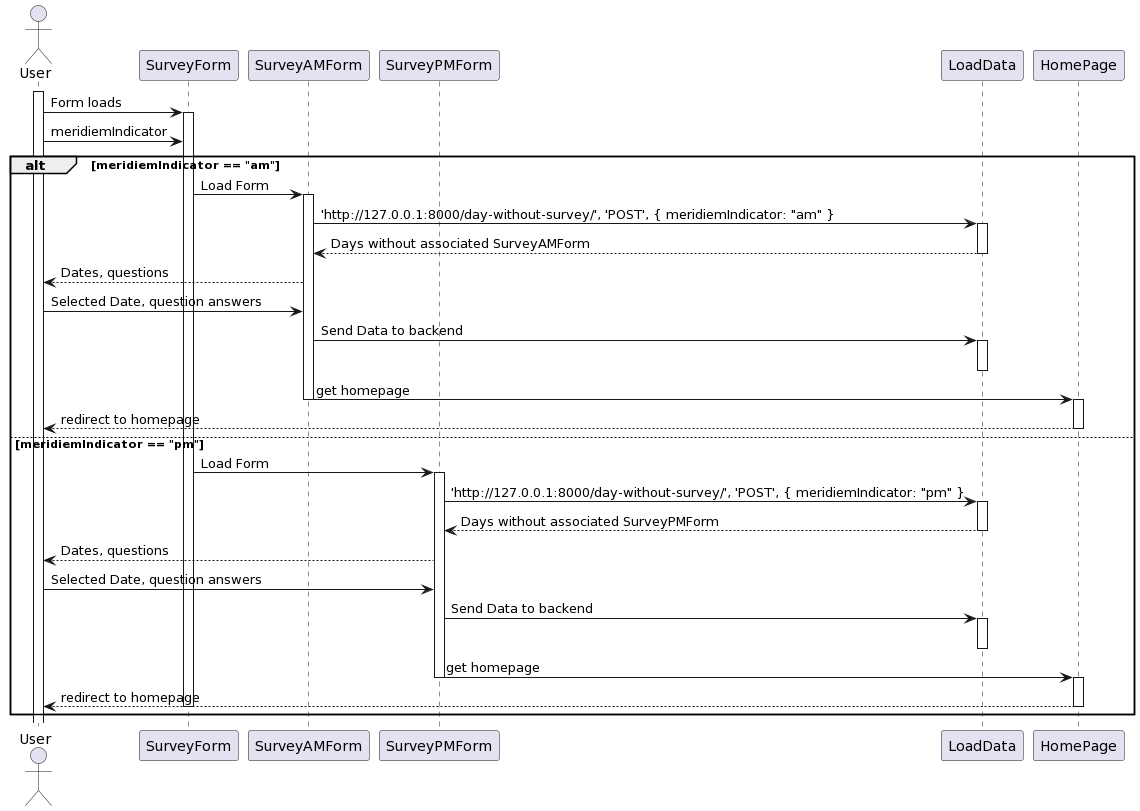 User
SurveyForm
SurveyAMForm
SurveyPMForm
LoadData
HomePage
Form loads
meridiemIndicator
alt
[meridiemIndicator == "am"]
Load Form
'http://127.0.0.1:8000/day-without-survey/', 'POST', { meridiemIndicator: "am" }
Days without associated SurveyAMForm
Dates, questions
Selected Date, question answers
Send Data to backend
get homepage
redirect to homepage
[meridiemIndicator == "pm"]
Load Form
'http://127.0.0.1:8000/day-without-survey/', 'POST', { meridiemIndicator: "pm" }
Days without associated SurveyPMForm
Dates, questions
Selected Date, question answers
Send Data to backend
get homepage
redirect to homepage
User
SurveyForm
SurveyAMForm
SurveyPMForm
LoadData
HomePage